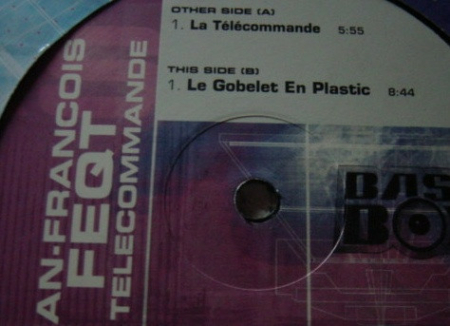 OTHER SIDE (A)
1. La Télécommande 5:55
THIS SIDE (B)
1. Le Gobelet En Plastic 8:44
AN-FRANCOIS
FEQT
TELECOMMANDE
BAS
BO